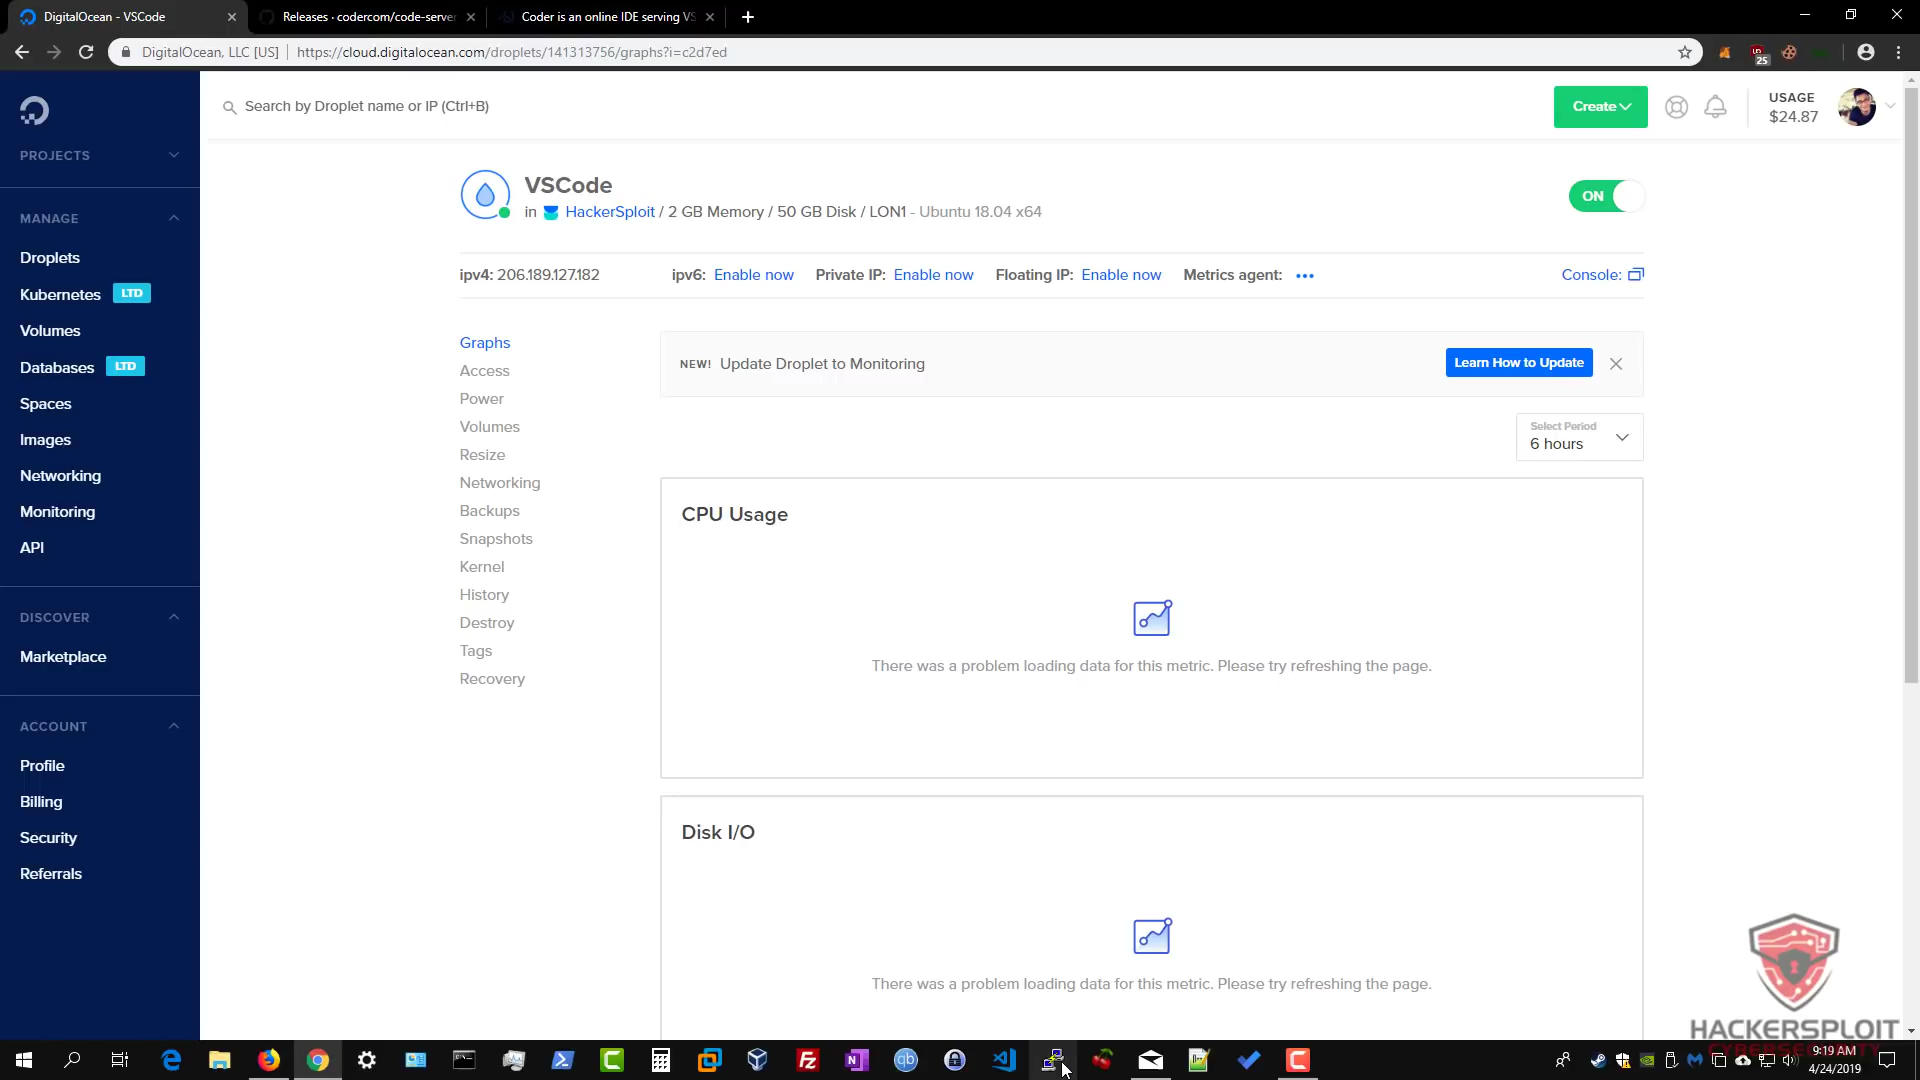 DigitalOcean - VSCode
Releases · codercom/code-server
Coder is an online IDE serving VS
DigitalOcean, LLC [US]
https://cloud.digitalocean.com/droplets/141313756/graphs?i=c2d7ed
25
Search by Droplet name or IP (Ctrl+B)
Create
USAGE
$24.87
PROJECTS
MANAGE
Droplets
Kubernetes LTD
Volumes
Databases LTD
Spaces
Images
Networking
Monitoring
API
DISCOVER
Marketplace
ACCOUNT
Profile
Billing
Security
Referrals
VSCode
in HackerSploit / 2 GB Memory / 50 GB Disk / LON1 - Ubuntu 18.04 x64
ON
ipv4: 206.189.127.182
ipv6: Enable now
Private IP: Enable now
Floating IP: Enable now
Metrics agent: •••
Console:
Graphs
Access
Power
Volumes
Resize
Networking
Backups
Snapshots
Kernel
History
Destroy
Tags
Recovery
NEW! Update Droplet to Monitoring
Learn How to Update
Select Period
6 hours
CPU Usage
There was a problem loading data for this metric. Please try refreshing the page.
Disk I/O
There was a problem loading data for this metric. Please try refreshing the page.
HACKERSPLOIT
9:19 AM
4/24/2019